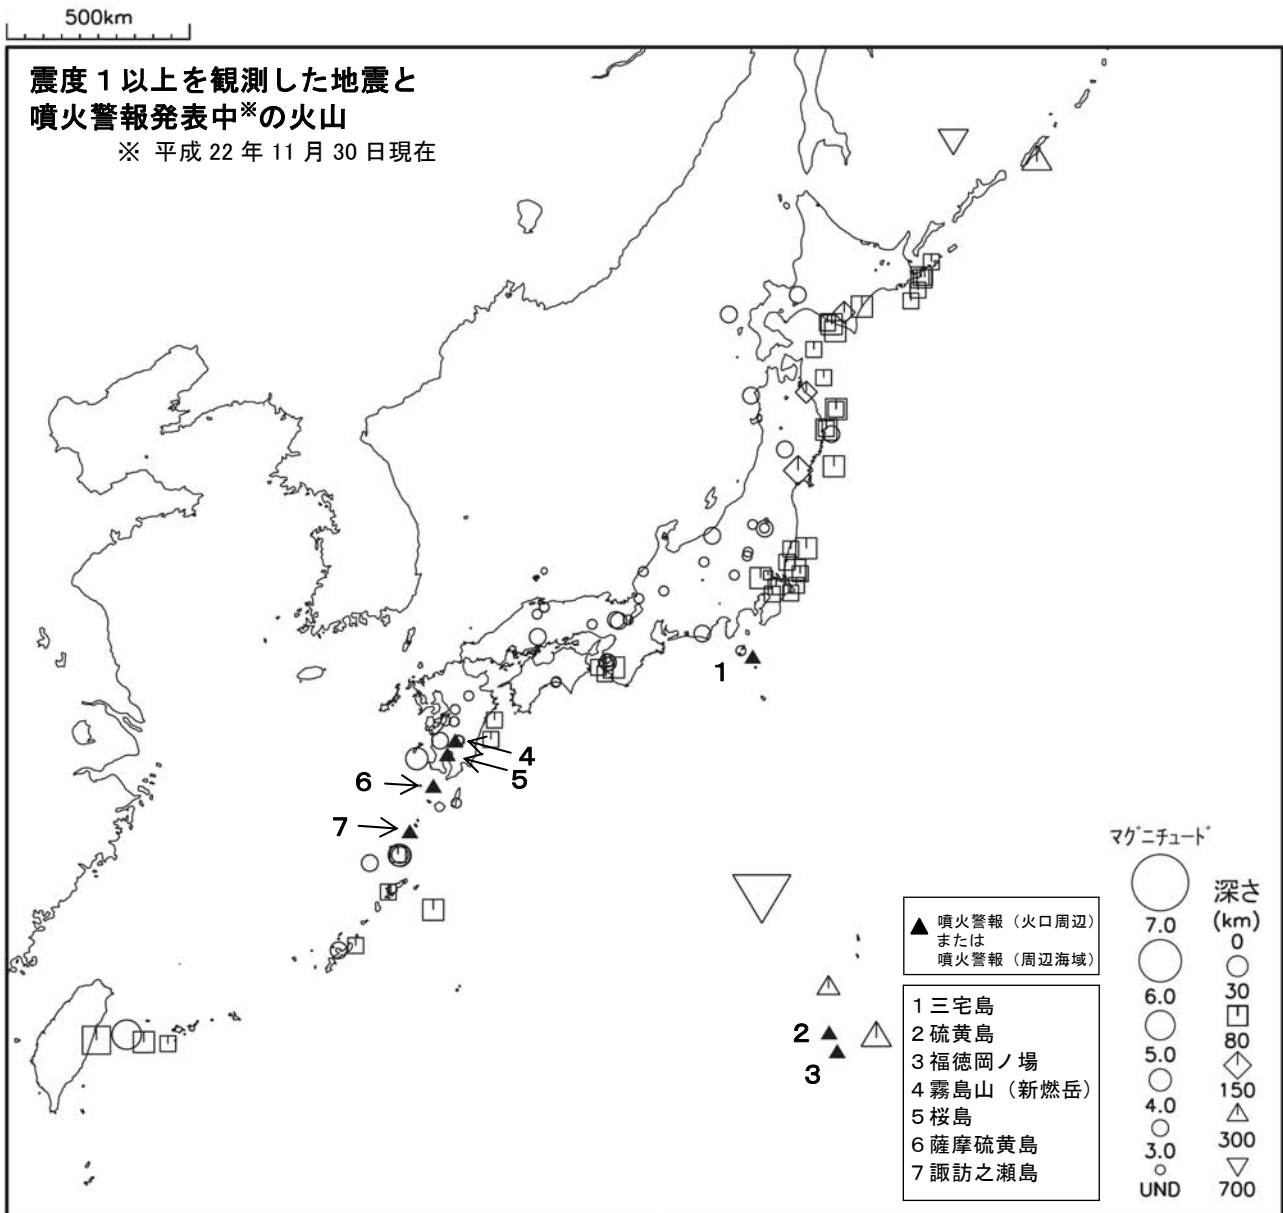 500km
震度１以上を観測した地震と
噴火警報発表中※の火山
※ 平成 22 年 11 月 30 日現在
1
4
5
6
7
2
3
▲ 噴火警報（火口周辺）
または
噴火警報（周辺海域）
1 三宅島
2 硫黄島
3 福徳岡ノ場
4 霧島山（新燃岳）
5 桜島
6 薩摩硫黄島
7 諏訪之瀬島
マグニチュード
7.0
6.0
5.0
4.0
3.0
UND
深さ
(km)
0
30
80
150
300
700